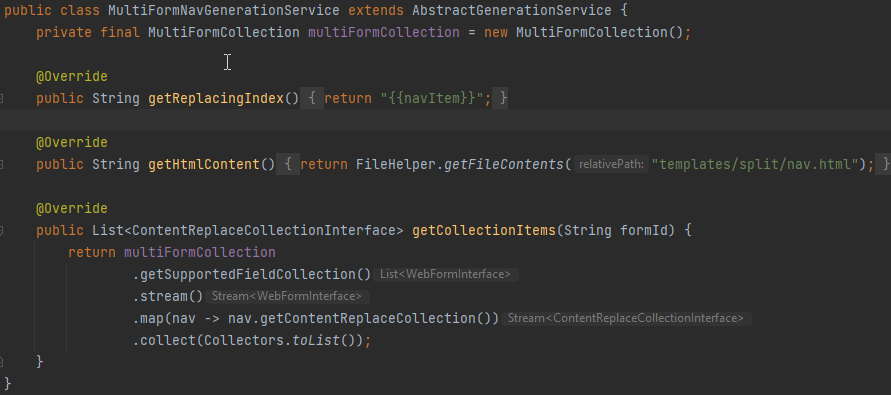 public class MultiFormNavGenerationService extends AbstractGenerationService {
private final MultiFormCollection multiFormCollection = new MultiFormCollection();
@Override
public String getReplacingIndex() { return "{{navItem}}"; }
@Override
public String getHtmlContent() { return FileHelper.getFileContents( relativePath: "templates/split/nav.html"); }
@Override
public List<ContentReplaceCollectionInterface> getCollectionItems(String formId) {
return multiFormCollection
.getSupportedFieldCollection() List<WebFormInterface>
.stream() Stream<WebFormInterface>
.map(nav -> nav.getContentReplaceCollection()) Stream<ContentReplaceCollectionInterface>
.collect(Collectors.toList());
}
}